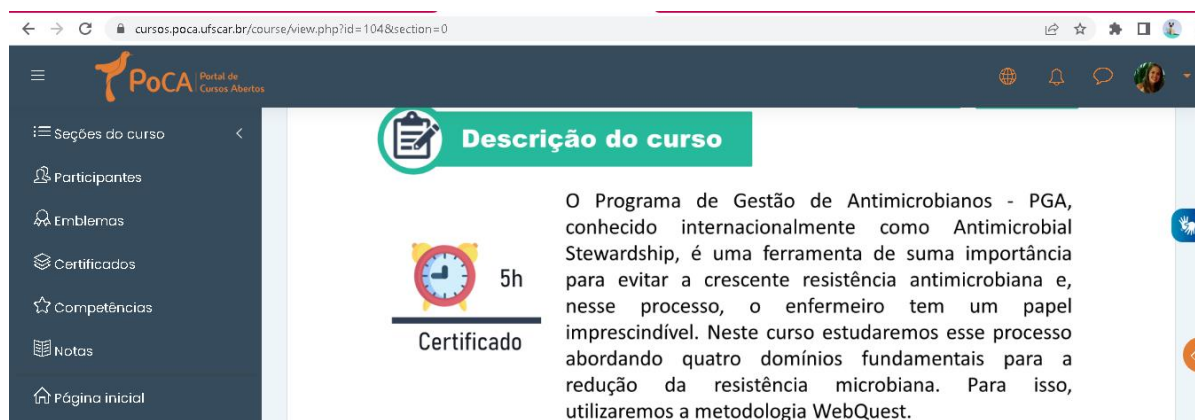 cursos.poca.ufscar.br/course/view.php?id=104&section=0
PoCA Portal de
Cursos Abertos
Seções do curso
Participantes
Emblemas
Certificados
Competências
Notas
Página inicial
Descrição do curso
5h
Certificado
O Programa de Gestão de Antimicrobianos - PGA,
conhecido internacionalmente como Antimicrobial
Stewardship, é uma ferramenta de suma importância
para evitar a crescente resistência antimicrobiana e,
nesse processo, o enfermeiro tem um papel
imprescindível. Neste curso estudaremos esse processo
abordando quatro domínios fundamentais para a
redução da resistência microbiana. Para isso,
utilizaremos a metodologia WebQuest.